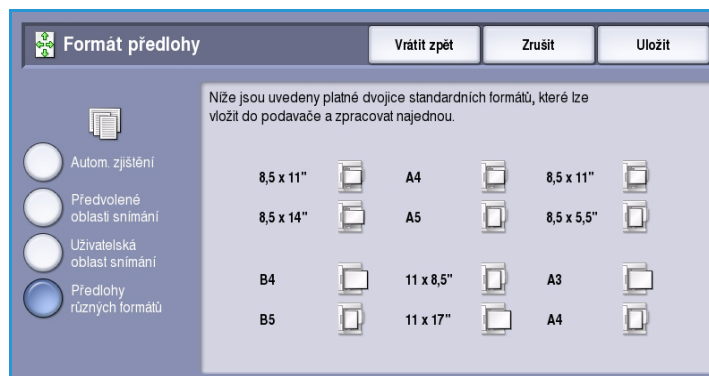 Formát předlohy
Vrátit zpět
Zrušit
Uložit
Níže jsou uvedeny platné dvojice standardních formátů, které lze
vložit do podavače a zpracovat najednou.
Autom. zjištění
Předvolené
oblasti snímání
Uživatelská
oblast snímání
Předlohy
různých formátů
8,5 x 11" A4 8,5 x 11"
8,5 x 14" A5 8,5 x 5,5"
B4 11 x 8,5" A3
B5 11 x 17" A4